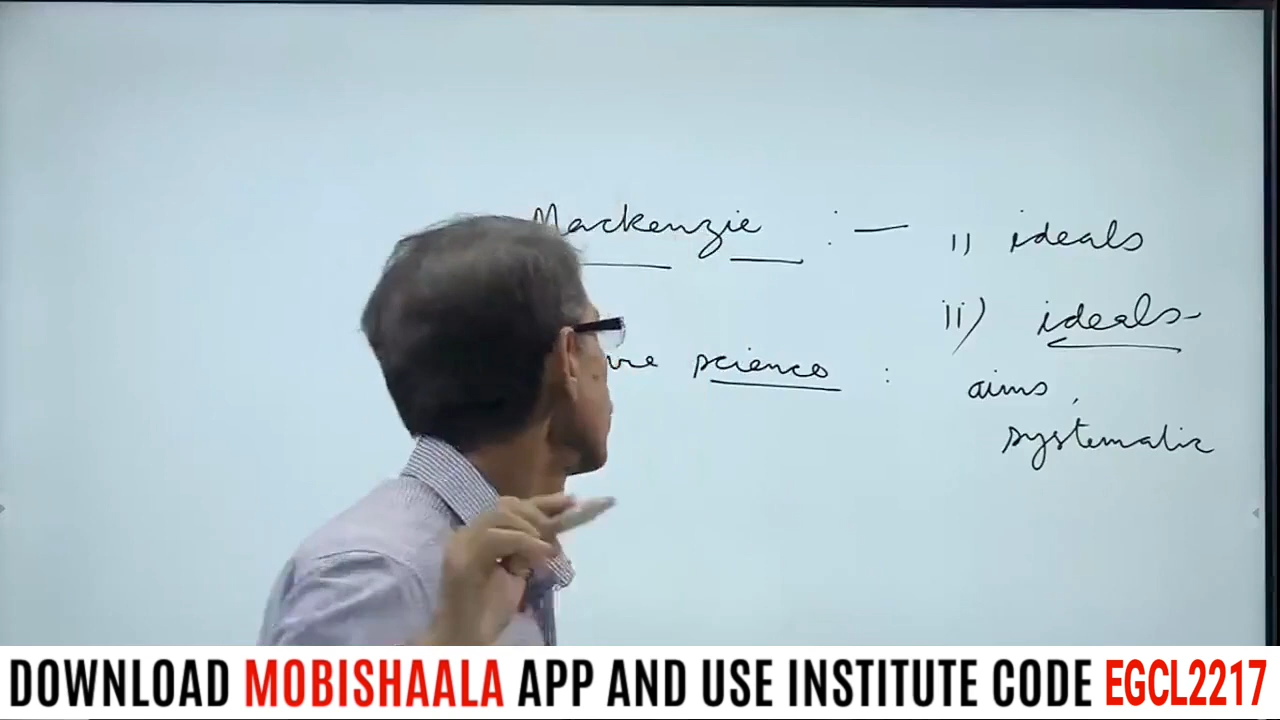 Mackenzie :— i) ideals
ii) ideals-
science : aims,
systematic
DOWNLOAD MOBISHAALA APP AND USE INSTITUTE CODE EGCL2217